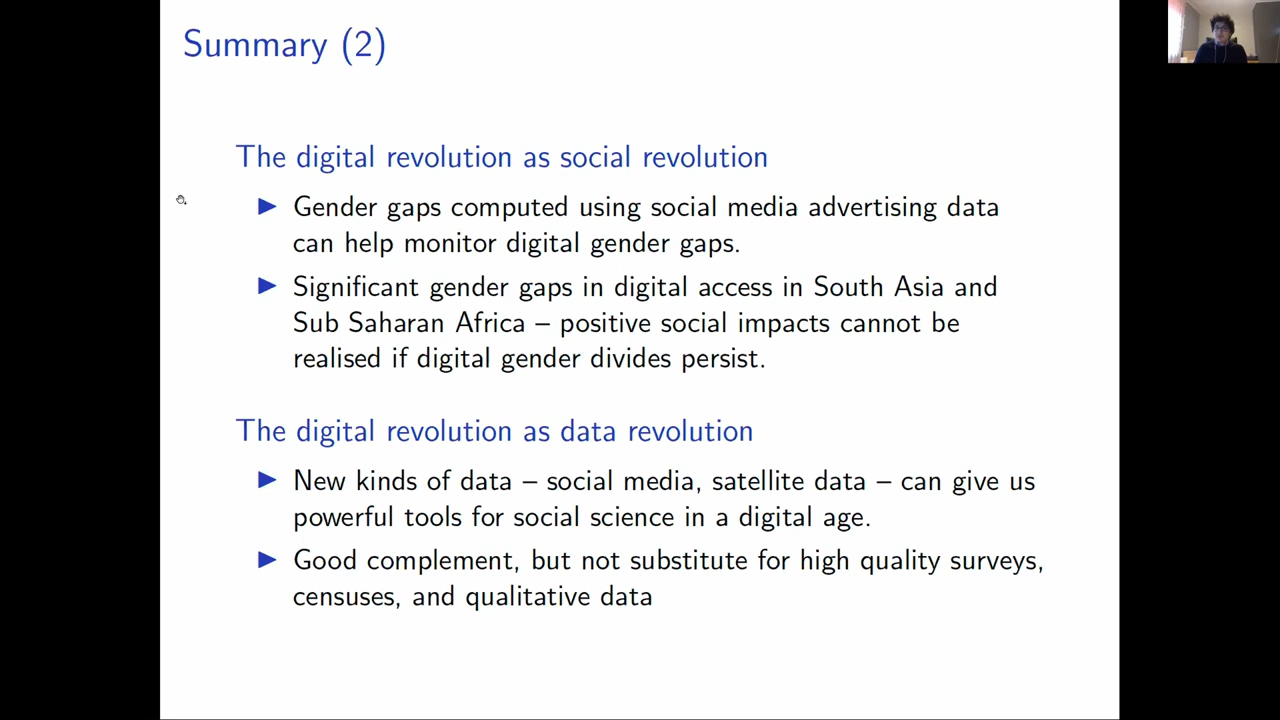 Summary (2)
The digital revolution as social revolution
Gender gaps computed using social media advertising data
can help monitor digital gender gaps.
Significant gender gaps in digital access in South Asia and
Sub Saharan Africa – positive social impacts cannot be
realised if digital gender divides persist.
The digital revolution as data revolution
New kinds of data – social media, satellite data – can give us
powerful tools for social science in a digital age.
Good complement, but not substitute for high quality surveys,
censuses, and qualitative data